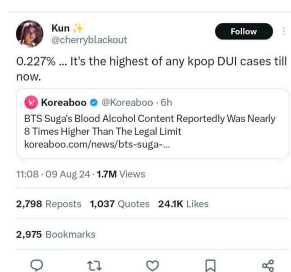 Kun ✨
@cherryblackout
Follow
0.227% ... It's the highest of any kpop DUI cases till
now.
Koreaboo @Koreaboo · 6h
BTS Suga's Blood Alcohol Content Reportedly Was Nearly
8 Times Higher Than The Legal Limit
koreaboo.com/news/bts-suga-...
11:08 · 09 Aug 24 · 1.7M Views
2,798 Reposts 1,037 Quotes 24.1K Likes
2,975 Bookmarks